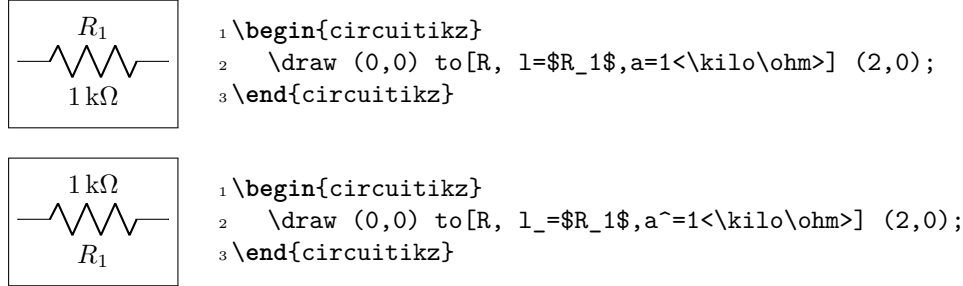 R₁
1 kΩ
1 \begin{circuitikz}
2 \draw (0,0) to[R, l=$R_1$,a=1<\kilo\ohm>] (2,0);
3 \end{circuitikz}
1 kΩ
R₁
1 \begin{circuitikz}
2 \draw (0,0) to[R, l_=$R_1$,a^=1<\kilo\ohm>] (2,0);
3 \end{circuitikz}